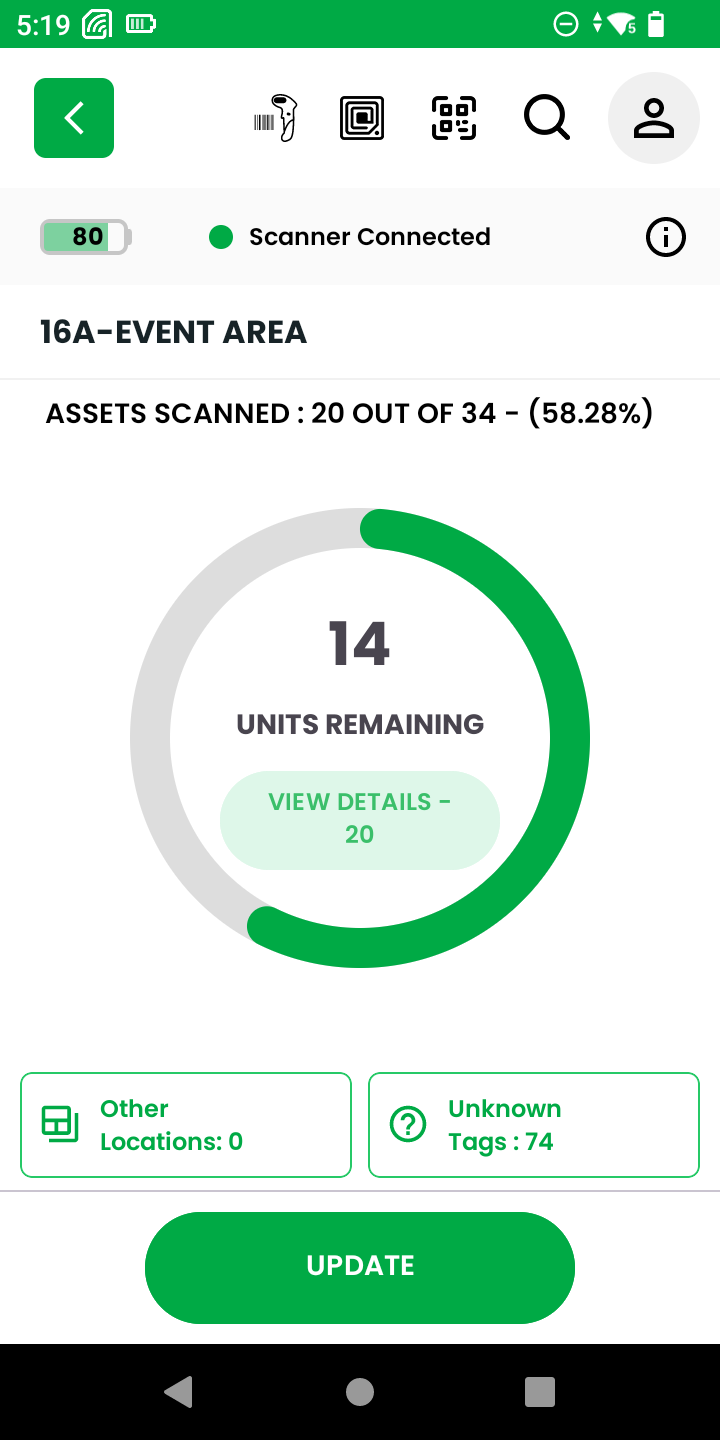 5:19
5
80
Scanner Connected
16A-EVENT AREA
ASSETS SCANNED : 20 OUT OF 34 - (58.28%)
14
UNITS REMAINING
VIEW DETAILS -
20
Other
Locations: 0
Unknown
Tags : 74
UPDATE